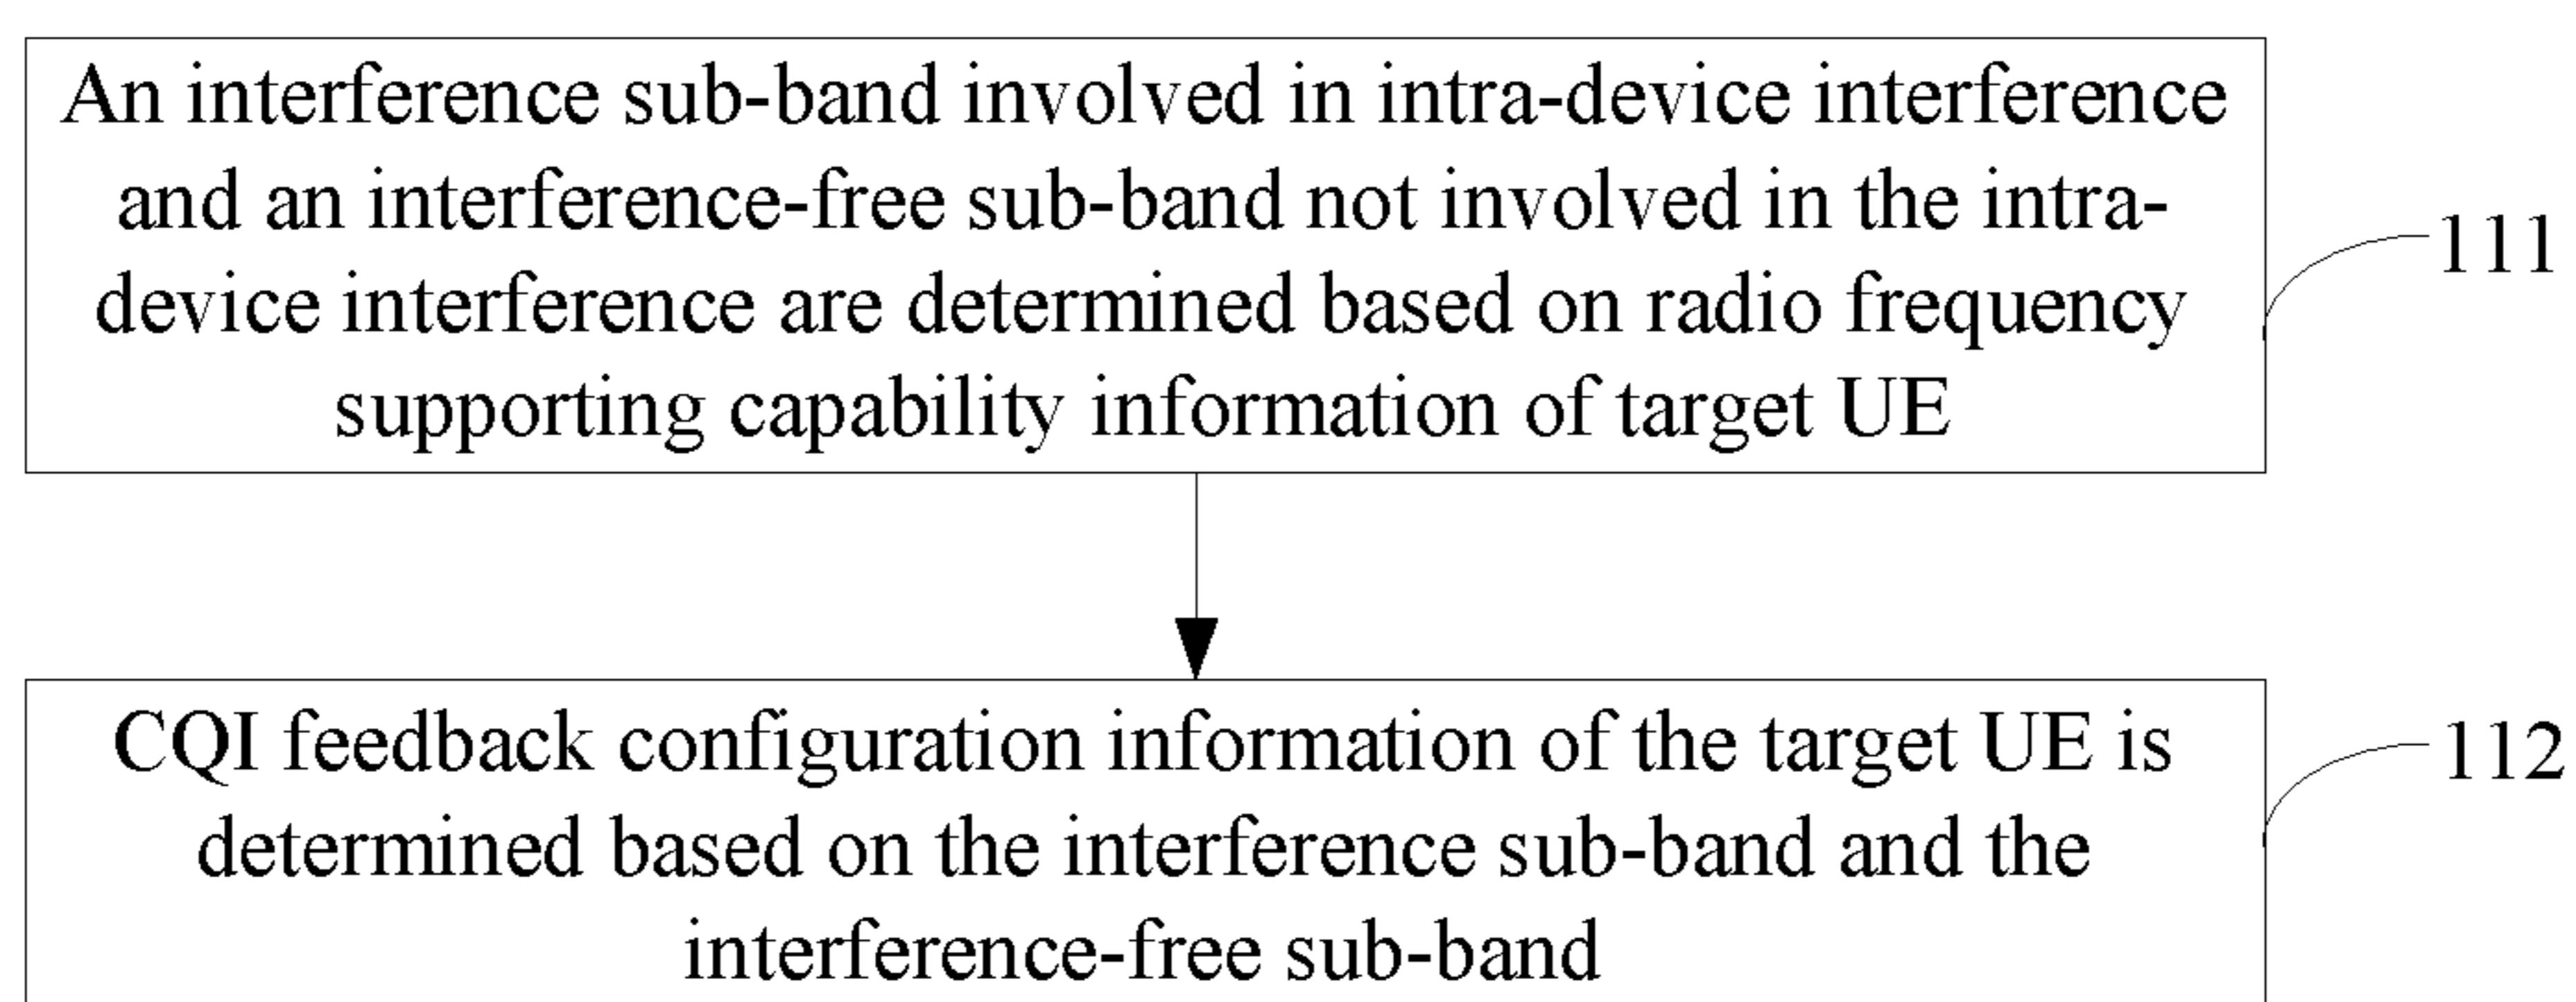 An interference sub-band involved in intra-device interference
and an interference-free sub-band not involved in the intra-
device interference are determined based on radio frequency
supporting capability information of target UE
111
CQI feedback configuration information of the target UE is
determined based on the interference sub-band and the
interference-free sub-band
112